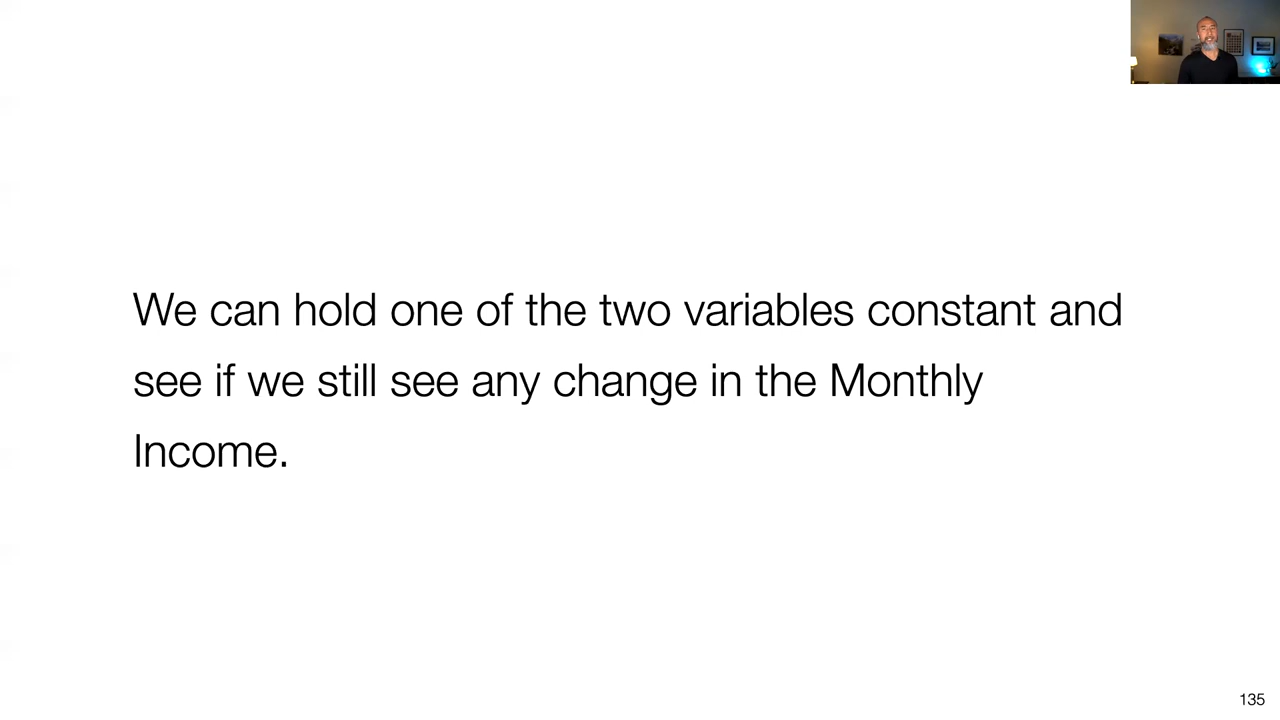 We can hold one of the two variables constant and
see if we still see any change in the Monthly
Income.
135